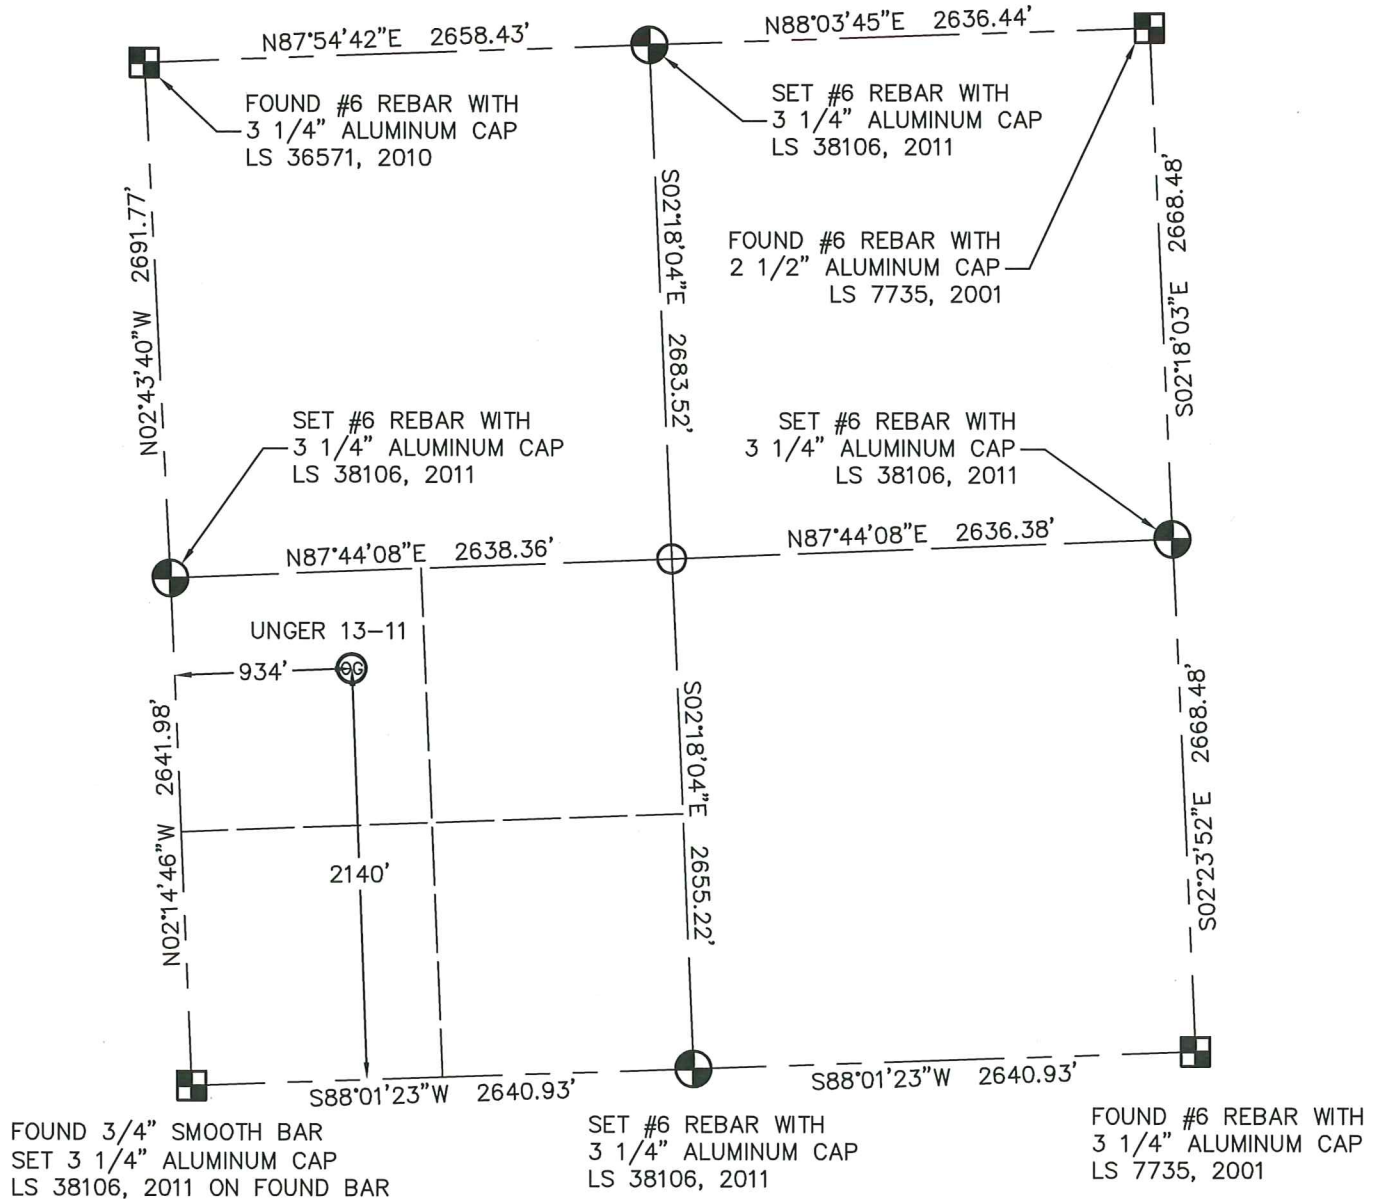 N87°54'42"E 2658.43'
N88°03'45"E 2636.44'
FOUND #6 REBAR WITH
3 1/4" ALUMINUM CAP
LS 36571, 2010
SET #6 REBAR WITH
3 1/4" ALUMINUM CAP
LS 38106, 2011
N02°43'40"W 2691.77'
S02°18'04"E 2683.52'
FOUND #6 REBAR WITH
2 1/2" ALUMINUM CAP
LS 7735, 2001
S02°18'03"E 2668.48'
SET #6 REBAR WITH
3 1/4" ALUMINUM CAP
LS 38106, 2011
SET #6 REBAR WITH
3 1/4" ALUMINUM CAP
LS 38106, 2011
N87°44'08"E 2638.36'
N87°44'08"E 2636.38'
UNGER 13-11
OG
934'
N02°14'46"W 2641.98'
2140'
S02°18'04"E 2655.22'
S02°23'52"E 2668.48'
S88°01'23"W 2640.93'
S88°01'23"W 2640.93'
FOUND 3/4" SMOOTH BAR
SET 3 1/4" ALUMINUM CAP
LS 38106, 2011 ON FOUND BAR
SET #6 REBAR WITH
3 1/4" ALUMINUM CAP
LS 38106, 2011
FOUND #6 REBAR WITH
3 1/4" ALUMINUM CAP
LS 7735, 2001